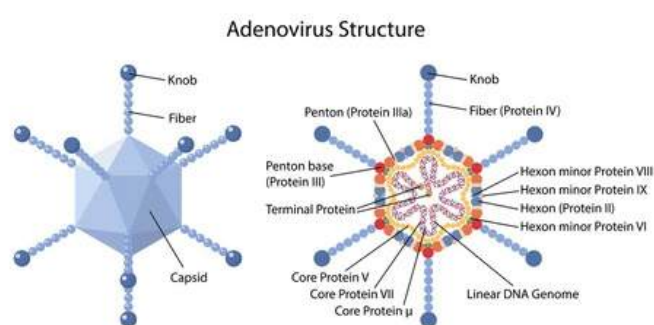 Adenovirus Structure
Knob
Fiber
Capsid
Knob
Fiber (Protein IV)
Penton (Protein IIIa)
Penton base
(Protein III)
Terminal Protein
Hexon minor Protein VIII
Hexon minor Protein IX
Hexon (Protein II)
Hexon minor Protein VI
Core Protein V
Core Protein VII
Core Protein µ
Linear DNA Genome